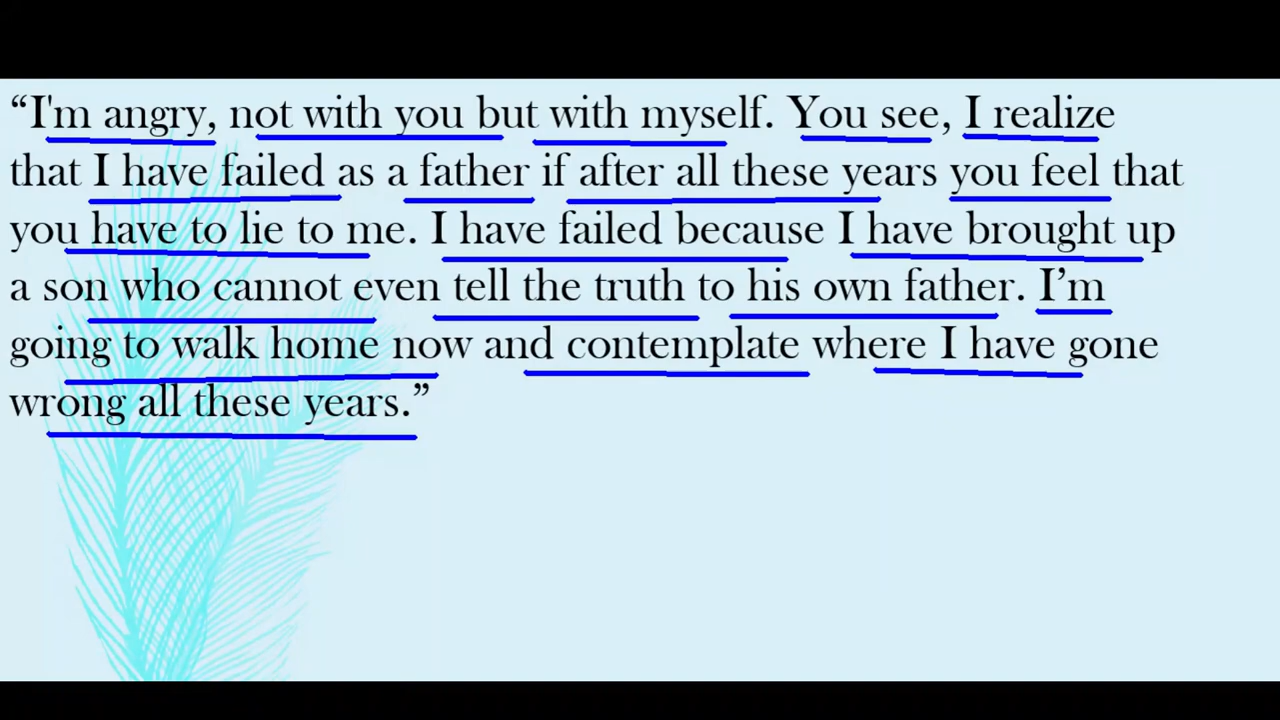 “I'm angry, not with you but with myself. You see, I realize
that I have failed as a father if after all these years you feel that
you have to lie to me. I have failed because I have brought up
a son who cannot even tell the truth to his own father. I’m
going to walk home now and contemplate where I have gone
wrong all these years.”